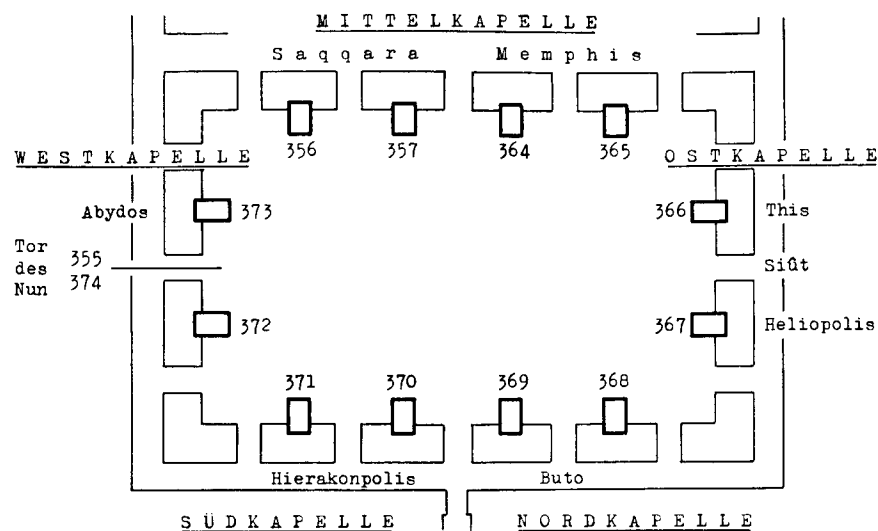 MITTELKAPELLE
Saqqara Memphis
356 357 364 365
WESTKAPELLE OSTKAPELLE
Abydos 373 366 This
Tor
des
Nun
355
374
Siût
372 367 Heliopolis
371 370 369 368
Hierakonpolis Buto
SÜDKAPELLE NORDKAPELLE